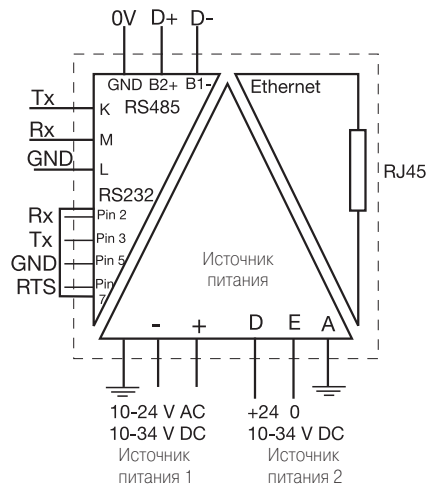 0V D+ D-
GND B2+ B1-
RS485
Ethernet
Tx K
Rx M
GND L
RJ45
RS232
Rx Pin 2
Tx Pin 3
GND Pin 5
RTS Pin
7
Источник
питания
- + D E A
10-24 V AC
10-34 V DC
Источник
питания 1
+24 0
10-34 V DC
Источник
питания 2